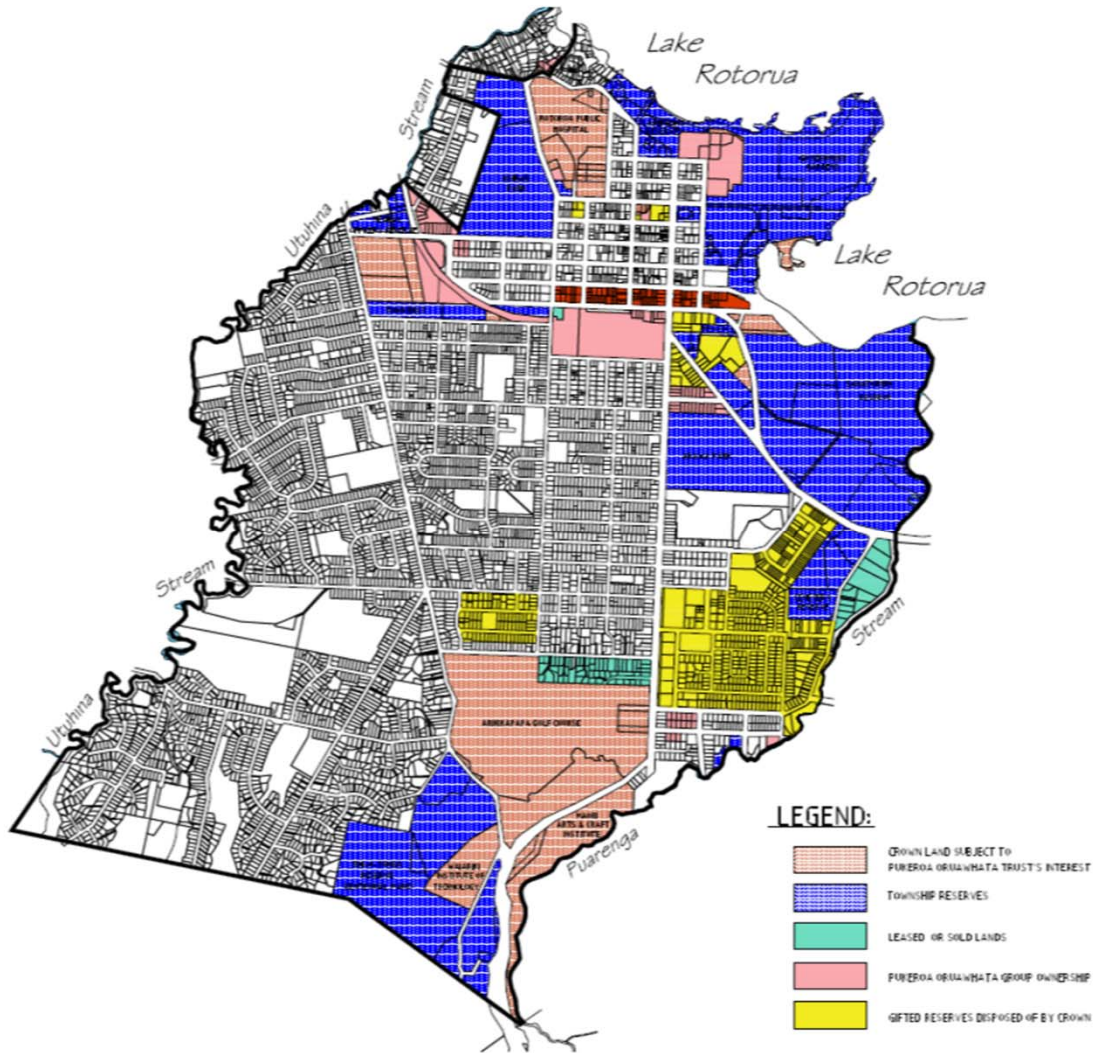 Lake
Rotorua
Stream
PUBLIC
HOSPITAL
Utuhina
Lake
Rotorua
Stream
Stream
Utuhina
ARIKIKAPAKAPA GOLF COURSE
MAORI
ARTS & CRAFT
INSTITUTE
Puarenga
WAIARIKI
INSTITUTE OF
TECHNOLOGY
LEGEND:
CROWN LAND SUBJECT TO
PUKEROA ORUAWHATA TRUST'S INTEREST
TOWNSHIP RESERVES
LEASED OR SOLD LANDS
PUKEROA ORUAWHATA GROUP OWNERSHIP
GIFTED RESERVES DISPOSED OF BY CROWN